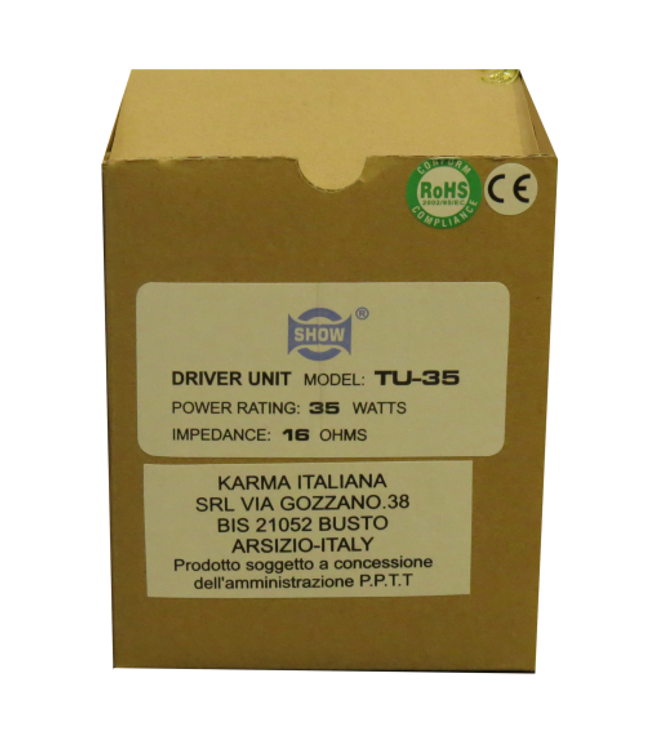 CONFORM
RoHS
2002/95/EC
COMPLIANCE
CE
SHOW®
DRIVER UNIT MODEL: TU-35
POWER RATING: 35 WATTS
IMPEDANCE: 16 OHMS
KARMA ITALIANA
SRL VIA GOZZANO.38
BIS 21052 BUSTO
ARSIZIO-ITALY
Prodotto soggetto a concessione
dell'amministrazione P.P.T.T